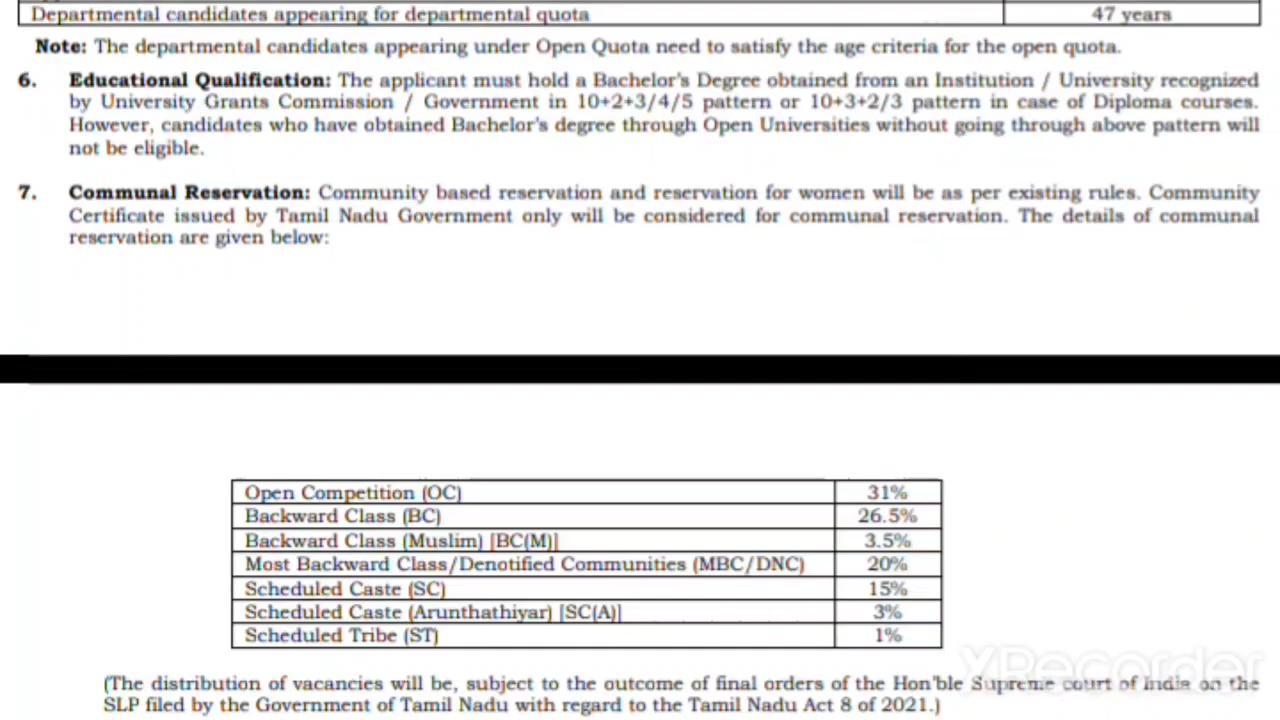 Departmental candidates appearing for departmental quota 47 years
Note: The departmental candidates appearing under Open Quota need to satisfy the age criteria for the open quota.
6. Educational Qualification: The applicant must hold a Bachelor's Degree obtained from an Institution / University recognized
by University Grants Commission / Government in 10+2+3/4/5 pattern or 10+3+2/3 pattern in case of Diploma courses.
However, candidates who have obtained Bachelor's degree through Open Universities without going through above pattern will
not be eligible.
7. Communal Reservation: Community based reservation and reservation for women will be as per existing rules. Community
Certificate issued by Tamil Nadu Government only will be considered for communal reservation. The details of communal
reservation are given below:
Open Competition (OC) 31%
Backward Class (BC) 26.5%
Backward Class (Muslim) [BC(M)] 3.5%
Most Backward Class/Denotified Communities (MBC/DNC) 20%
Scheduled Caste (SC) 15%
Scheduled Caste (Arunthathiyar) [SC(A)] 3%
Scheduled Tribe (ST) 1%
XRecorder
(The distribution of vacancies will be, subject to the outcome of final orders of the Hon'ble Supreme court of India on the
SLP filed by the Government of Tamil Nadu with regard to the Tamil Nadu Act 8 of 2021.)